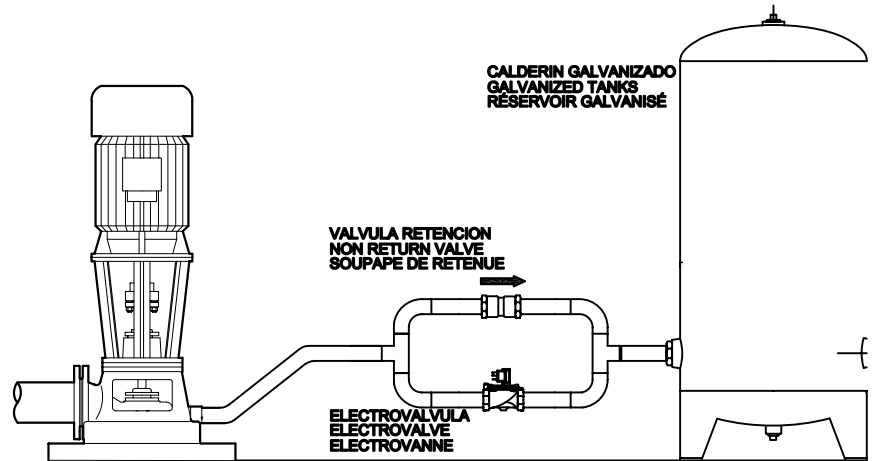 CALDERIN GALVANIZADO
GALVANIZED TANKS
RÉSERVOIR GALVANISÉ
VALVULA RETENCION
NON RETURN VALVE
SOUPAPE DE RETENUE
ELECTROVALVULA
ELECTROVALVE
ELECTROVANNE